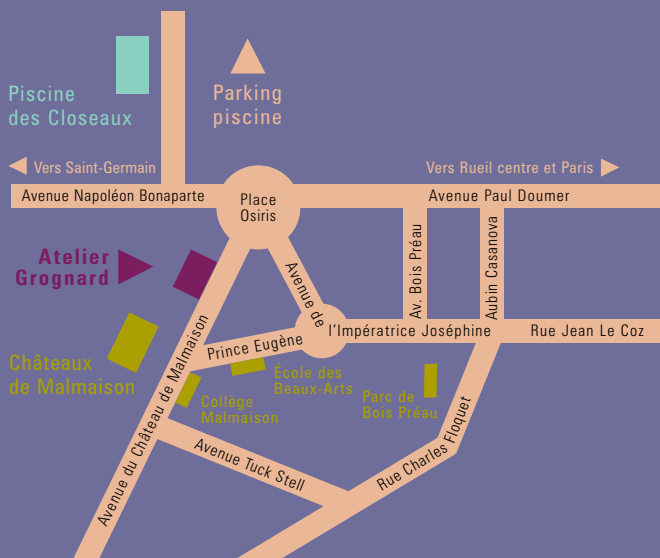 Piscine
des Closeaux
Parking
piscine
Vers Saint-Germain
Vers Rueil centre et Paris
Avenue Napoléon Bonaparte
Place
Osiris
Avenue Paul Doumer
Av. Bois Préau
Aubin Casanova
Atelier
Grognard
Avenue de
l'Impératrice Joséphine
Rue Jean Le Coz
Prince Eugène
Châteaux
de Malmaison
École des
Beaux-Arts
Collège
Malmaison
Parc de
Bois Préau
Avenue du Château de Malmaison
Avenue Tuck Stell
Rue Charles Floquet